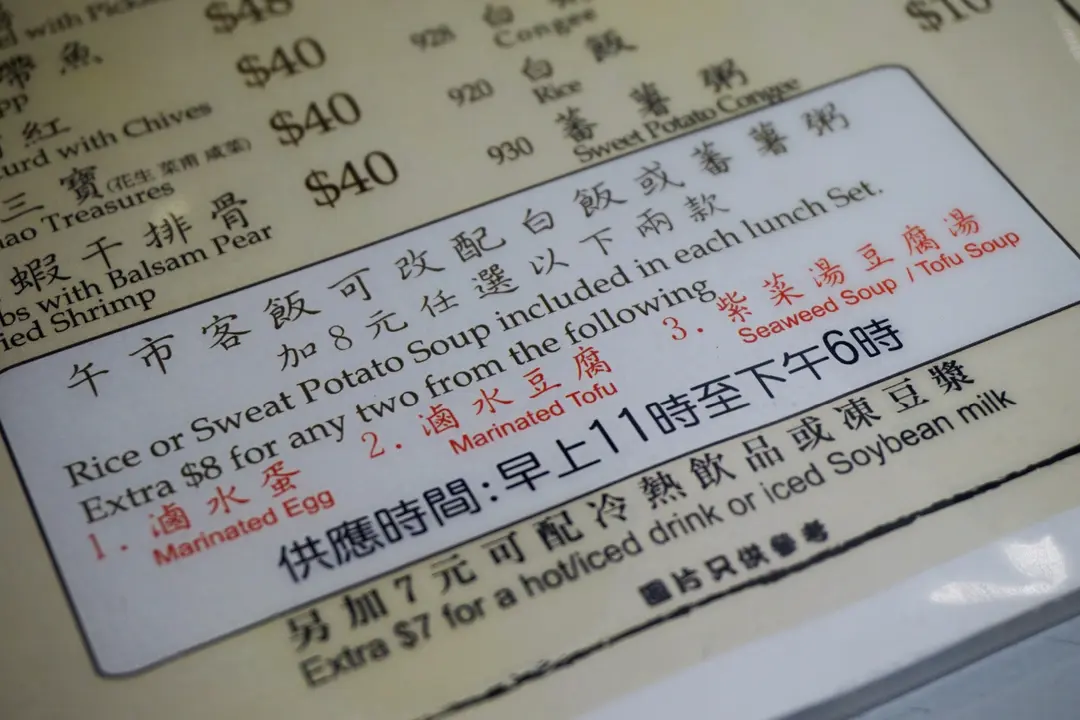 with Pick
$48
帶魚
$40
紅
urd with Chives
$40
三寶(花生 菜甫 咸菜)
ao Treasures
$40
蝦干排骨
bs with Balsam Pear
ied Shrimp
928 白
Congee
$10
920 白飯
Rice
930 蕃薯粥
Sweet Potato Congee
午市客飯可改配白飯或蕃薯粥
加8元任選以下兩款
Rice or Sweat Potato Soup included in each lunch Set.
Extra $8 for any two from the following
1. 滷水蛋 2. 滷水豆腐 3. 紫菜湯豆腐湯
Marinated Egg Marinated Tofu Seaweed Soup / Tofu Soup
供應時間:早上11時至下午6時
另加7元可配冷熱飲品或凍豆漿
Extra $7 for a hot/iced drink or iced Soybean milk
圖片只供參考